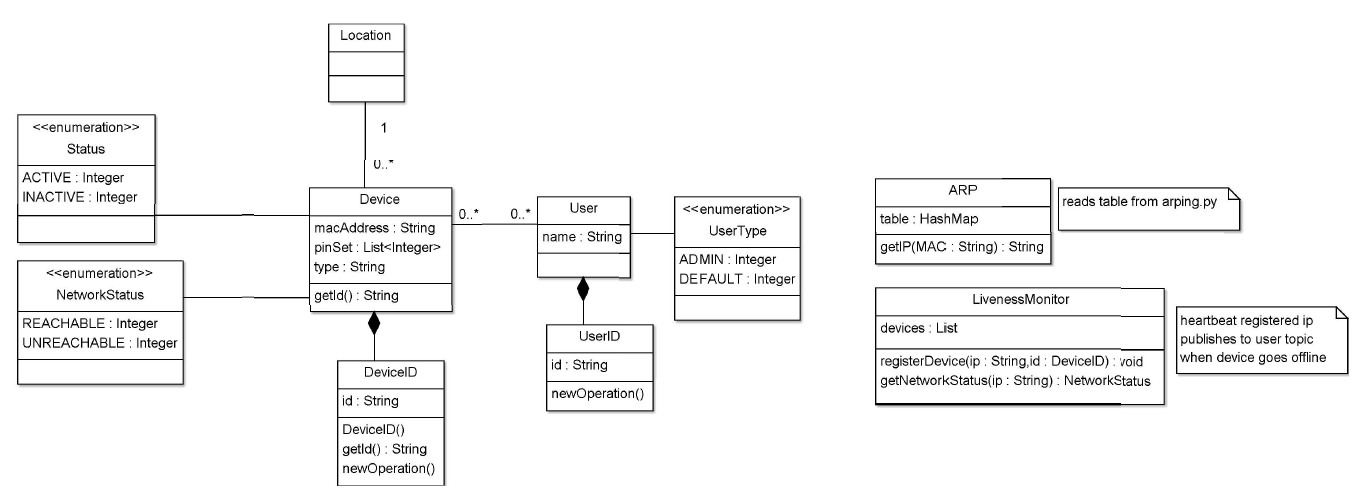 Location
1
0..*
<<enumeration>>
Status
ACTIVE : Integer
INACTIVE : Integer
<<enumeration>>
NetworkStatus
REACHABLE : Integer
UNREACHABLE : Integer
Device
macAddress : String
pinSet : List<Integer>
type : String
getId() : String
0..*
0..*
DeviceID
id : String
DeviceID()
getId() : String
newOperation()
User
name : String
UserID
id : String
newOperation()
<<enumeration>>
UserType
ADMIN : Integer
DEFAULT : Integer
ARP
table : HashMap
getIP(MAC : String) : String
reads table from arping.py
LivenessMonitor
devices : List
registerDevice(ip : String,id : DeviceID) : void
getNetworkStatus(ip : String) : NetworkStatus
heartbeat registered ip
publishes to user topic
when device goes offline